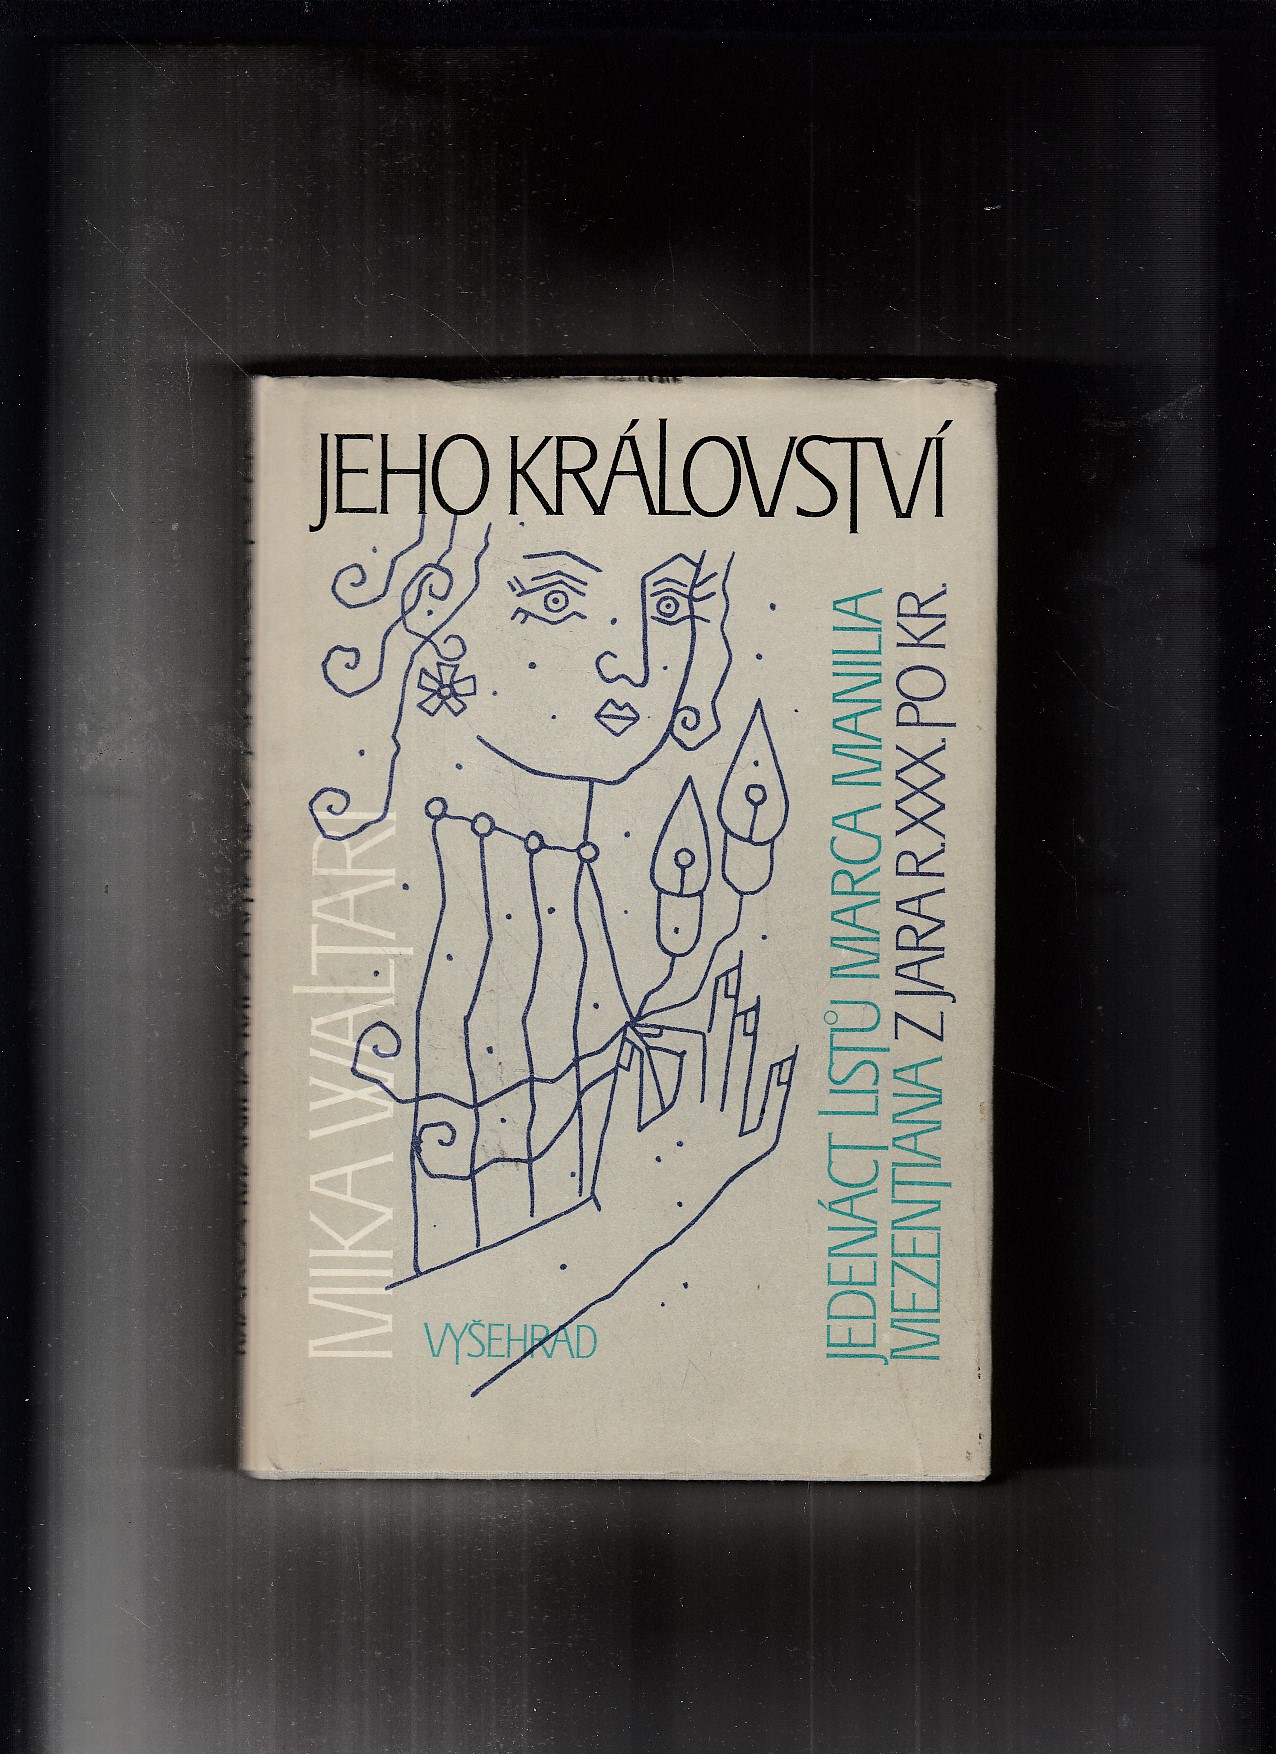 JEHO KRÁLOVSTVÍ
MIKA WALTARI
JEDENÁCT LISTŮ MARCA MANILIA
MEZENTIANA Z JARA R.XXX.PO KR.
VYŠEHRAD